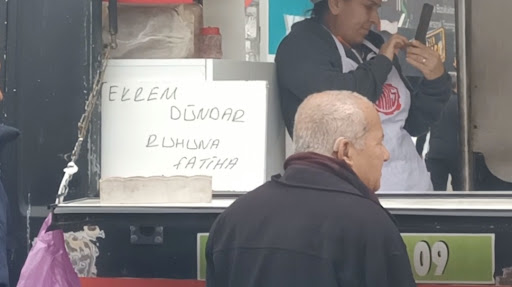 EKREM
DÜNDAR
RUHUNA
FATİHA
09